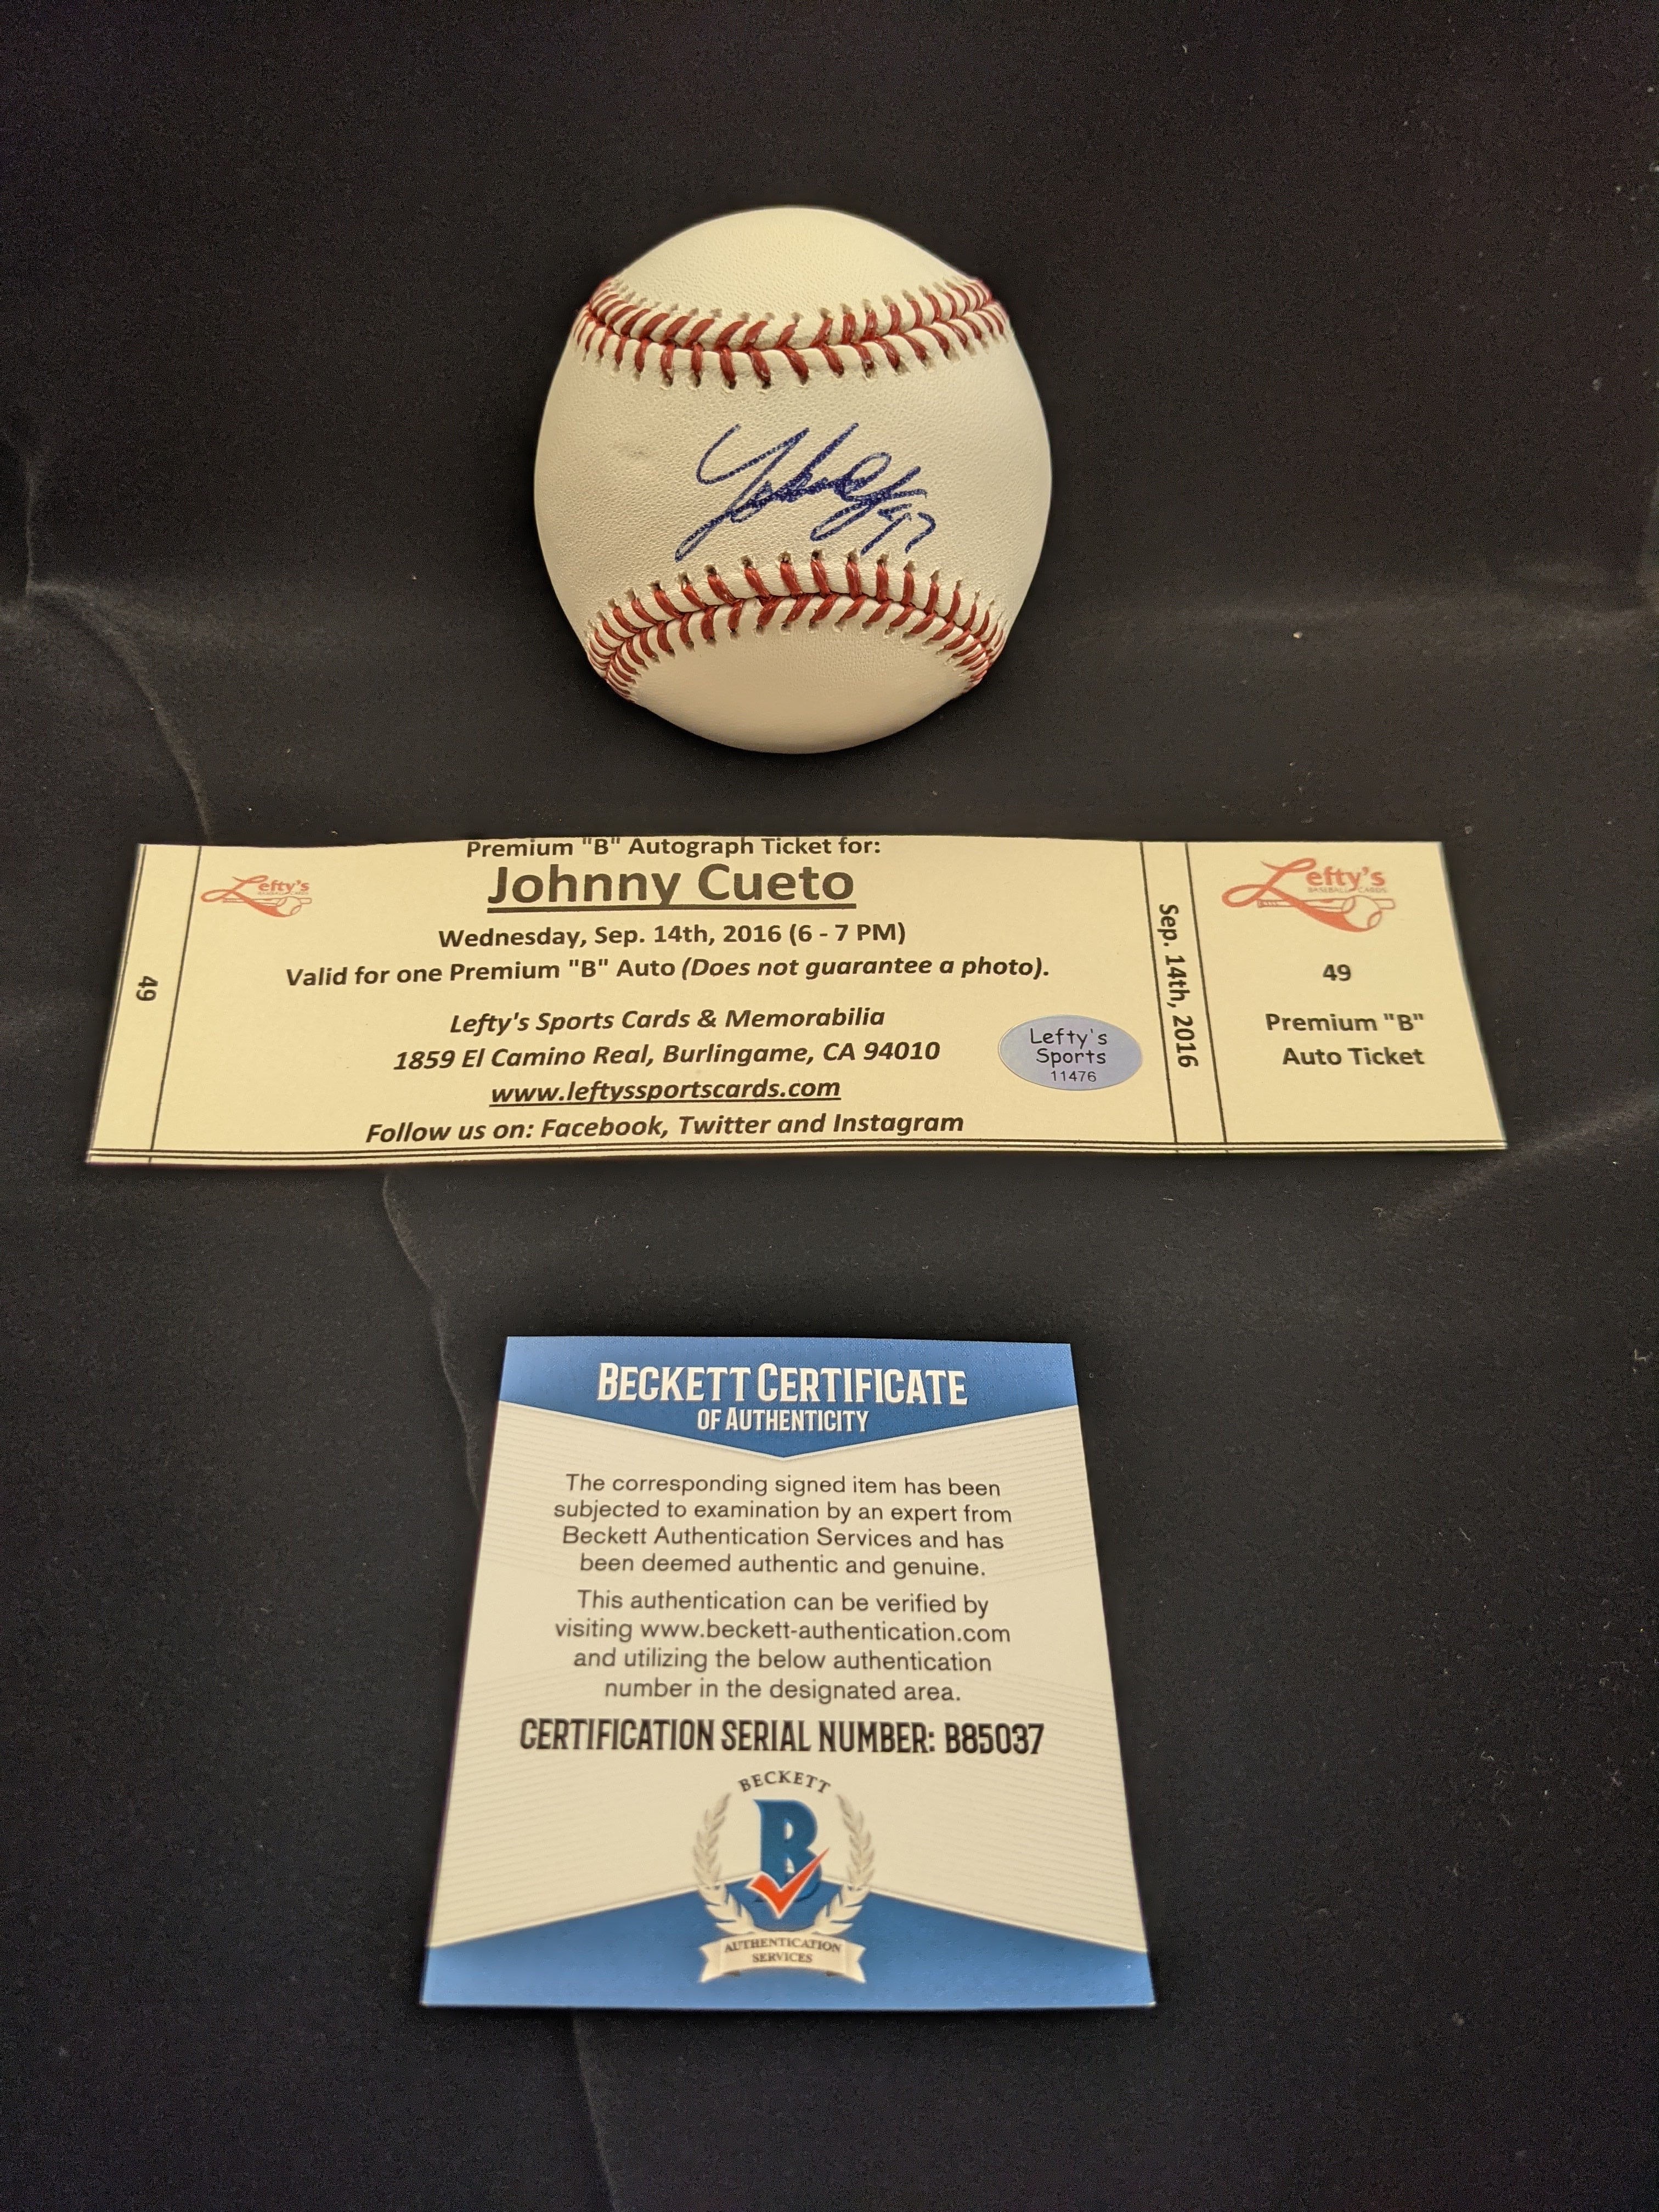 47
Premium "B" Autograph Ticket for:
Johnny Cueto
Wednesday, Sep. 14th, 2016 (6 - 7 PM)
Valid for one Premium "B" Auto (Does not guarantee a photo).
Lefty's Sports Cards & Memorabilia
1859 El Camino Real, Burlingame, CA 94010
www.leftyssportscards.com
Follow us on: Facebook, Twitter and Instagram
49
Lefty's
Lefty's
Sports
11476
Sep. 14th, 2016
Lefty's
BASEBALL CARDS
49
Premium "B"
Auto Ticket
BECKETT CERTIFICATE
OF AUTHENTICITY
The corresponding signed item has been
subjected to examination by an expert from
Beckett Authentication Services and has
been deemed authentic and genuine.
This authentication can be verified by
visiting www.beckett-authentication.com
and utilizing the below authentication
number in the designated area.
CERTIFICATION SERIAL NUMBER: B85037
BECKETT
B
AUTHENTICATION
SERVICES